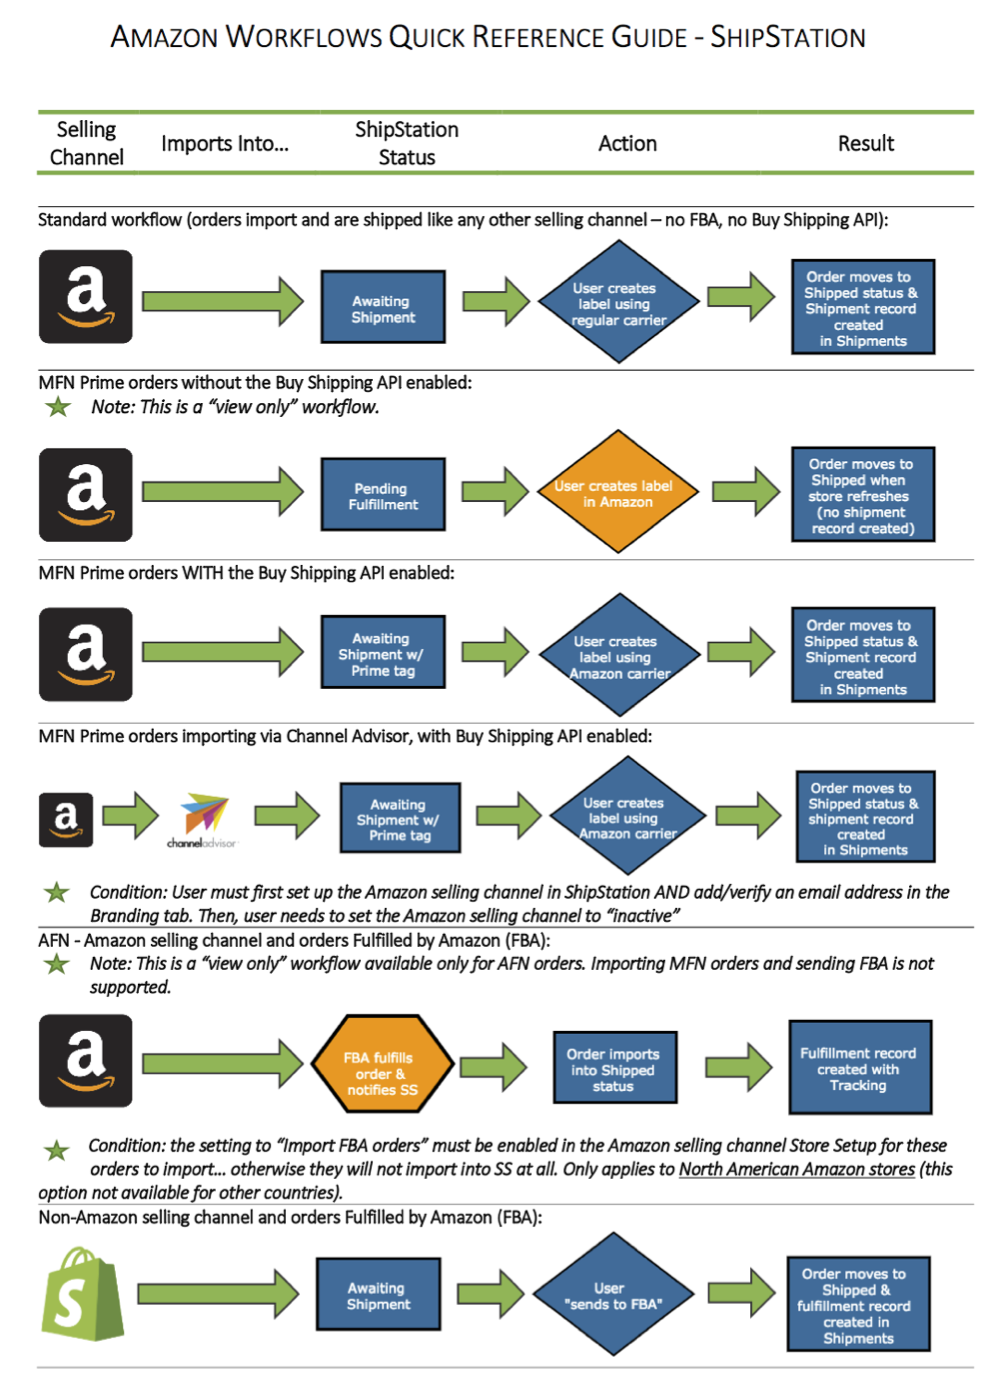 AMAZON WORKFLOWS QUICK REFERENCE GUIDE - SHIPSTATION
Selling
Channel
Imports Into...
ShipStation
Status
Action
Result
Standard workflow (orders import and are shipped like any other selling channel – no FBA, no Buy Shipping API):
a
Awaiting
Shipment
User creates
label using
regular carrier
Order moves to
Shipped status &
Shipment record
created
in Shipments
MFN Prime orders without the Buy Shipping API enabled:
Note: This is a “view only” workflow.
a
Pending
Fulfillment
User creates label
in Amazon
Order moves to
Shipped when
store refreshes
(no shipment
record created)
MFN Prime orders WITH the Buy Shipping API enabled:
a
Awaiting
Shipment w/
Prime tag
User creates
label using
Amazon carrier
Order moves to
Shipped status &
Shipment record
created
in Shipments
MFN Prime orders importing via Channel Advisor, with Buy Shipping API enabled:
a
channeladvisor
Awaiting
Shipment w/
Prime tag
User creates
label using
Amazon carrier
Order moves to
Shipped status &
shipment record
created
in Shipments
Condition: User must first set up the Amazon selling channel in ShipStation AND add/verify an email address in the
Branding tab. Then, user needs to set the Amazon selling channel to “inactive”
AFN - Amazon selling channel and orders Fulfilled by Amazon (FBA):
Note: This is a “view only” workflow available only for AFN orders. Importing MFN orders and sending FBA is not
supported.
a
FBA fulfills
order &
notifies SS
Order imports
into Shipped
status
Fulfillment record
created with
Tracking
Condition: the setting to “Import FBA orders” must be enabled in the Amazon selling channel Store Setup for these
orders to import... otherwise they will not import into SS at all. Only applies to North American Amazon stores (this
option not available for other countries).
Non-Amazon selling channel and orders Fulfilled by Amazon (FBA):
S
Awaiting
Shipment
User
"sends to FBA"
Order moves to
Shipped &
fulfillment record
created in
Shipments